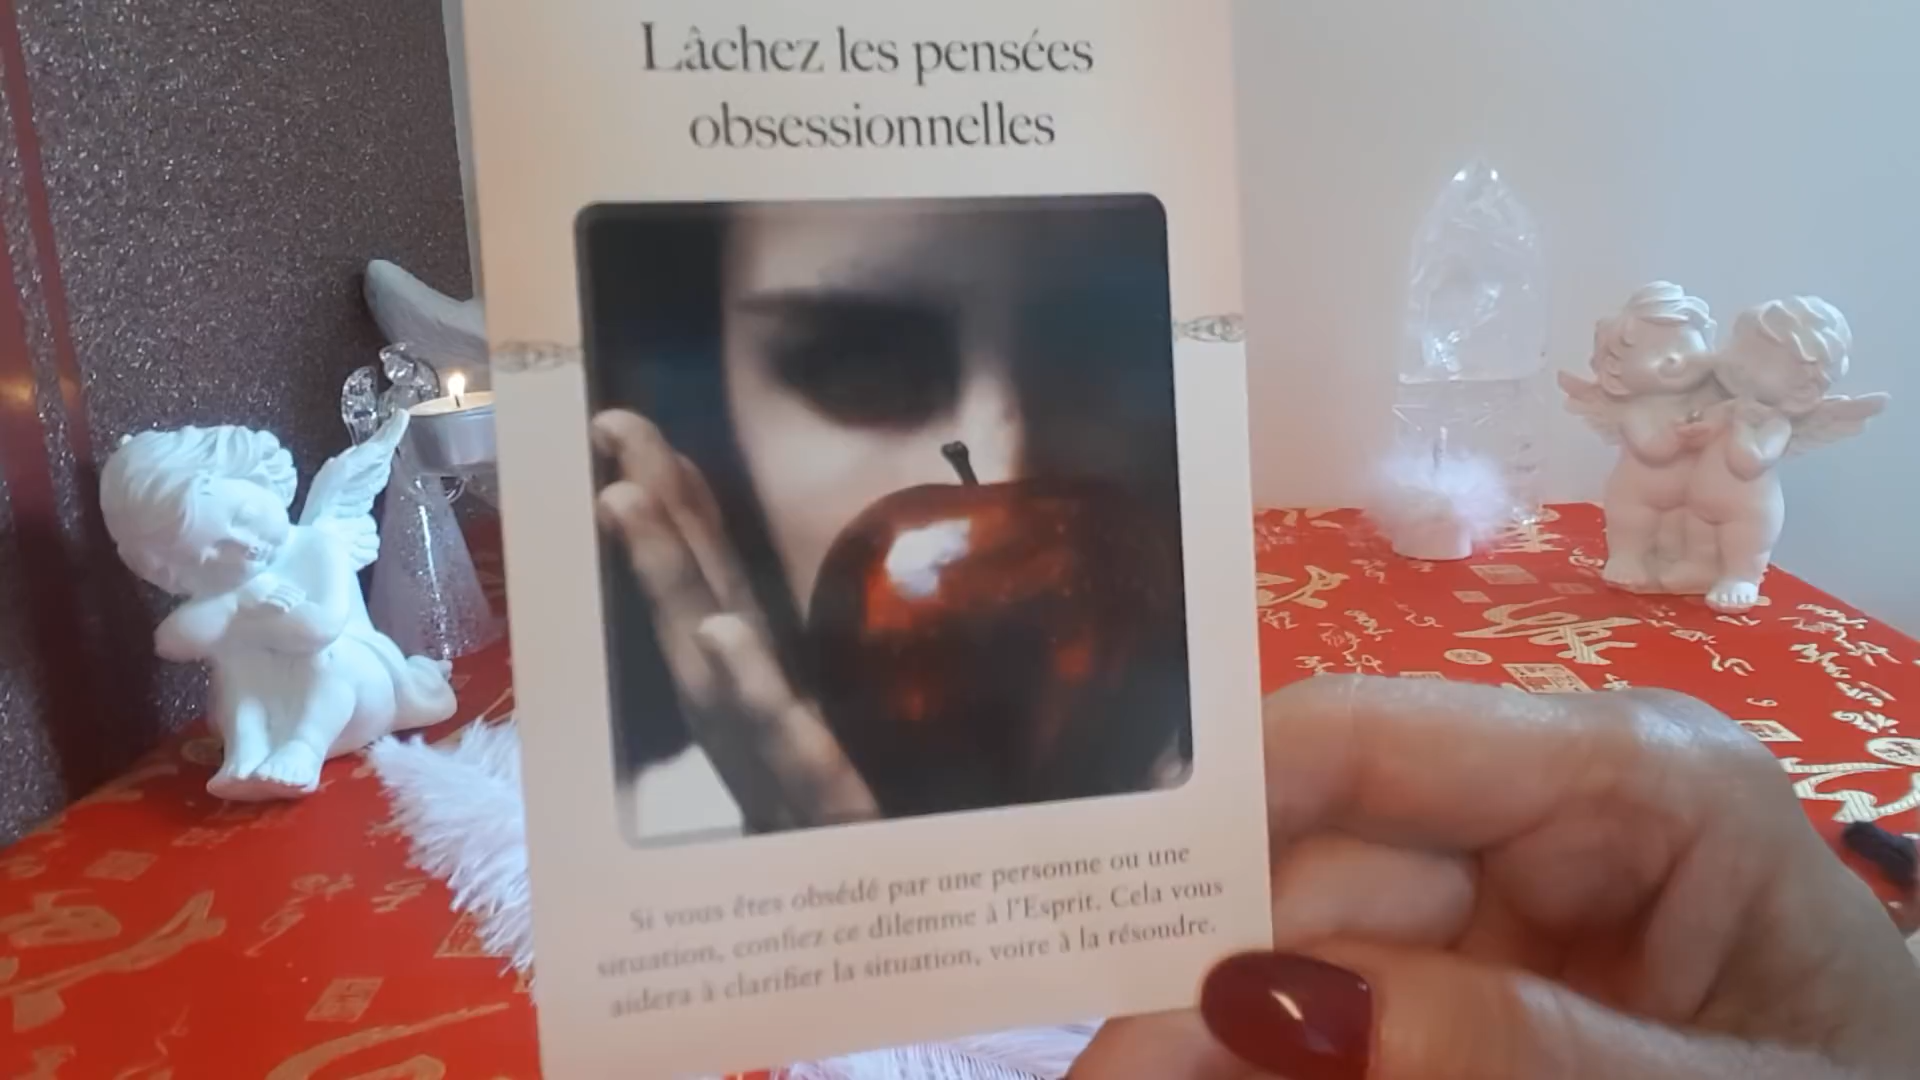 Lâchez les pensées
obsessionnelles
Si vous êtes obsédé par une personne ou une
situation, confiez ce dilemme à l'Esprit. Cela vous
aidera à clarifier la situation, voire à la résoudre.